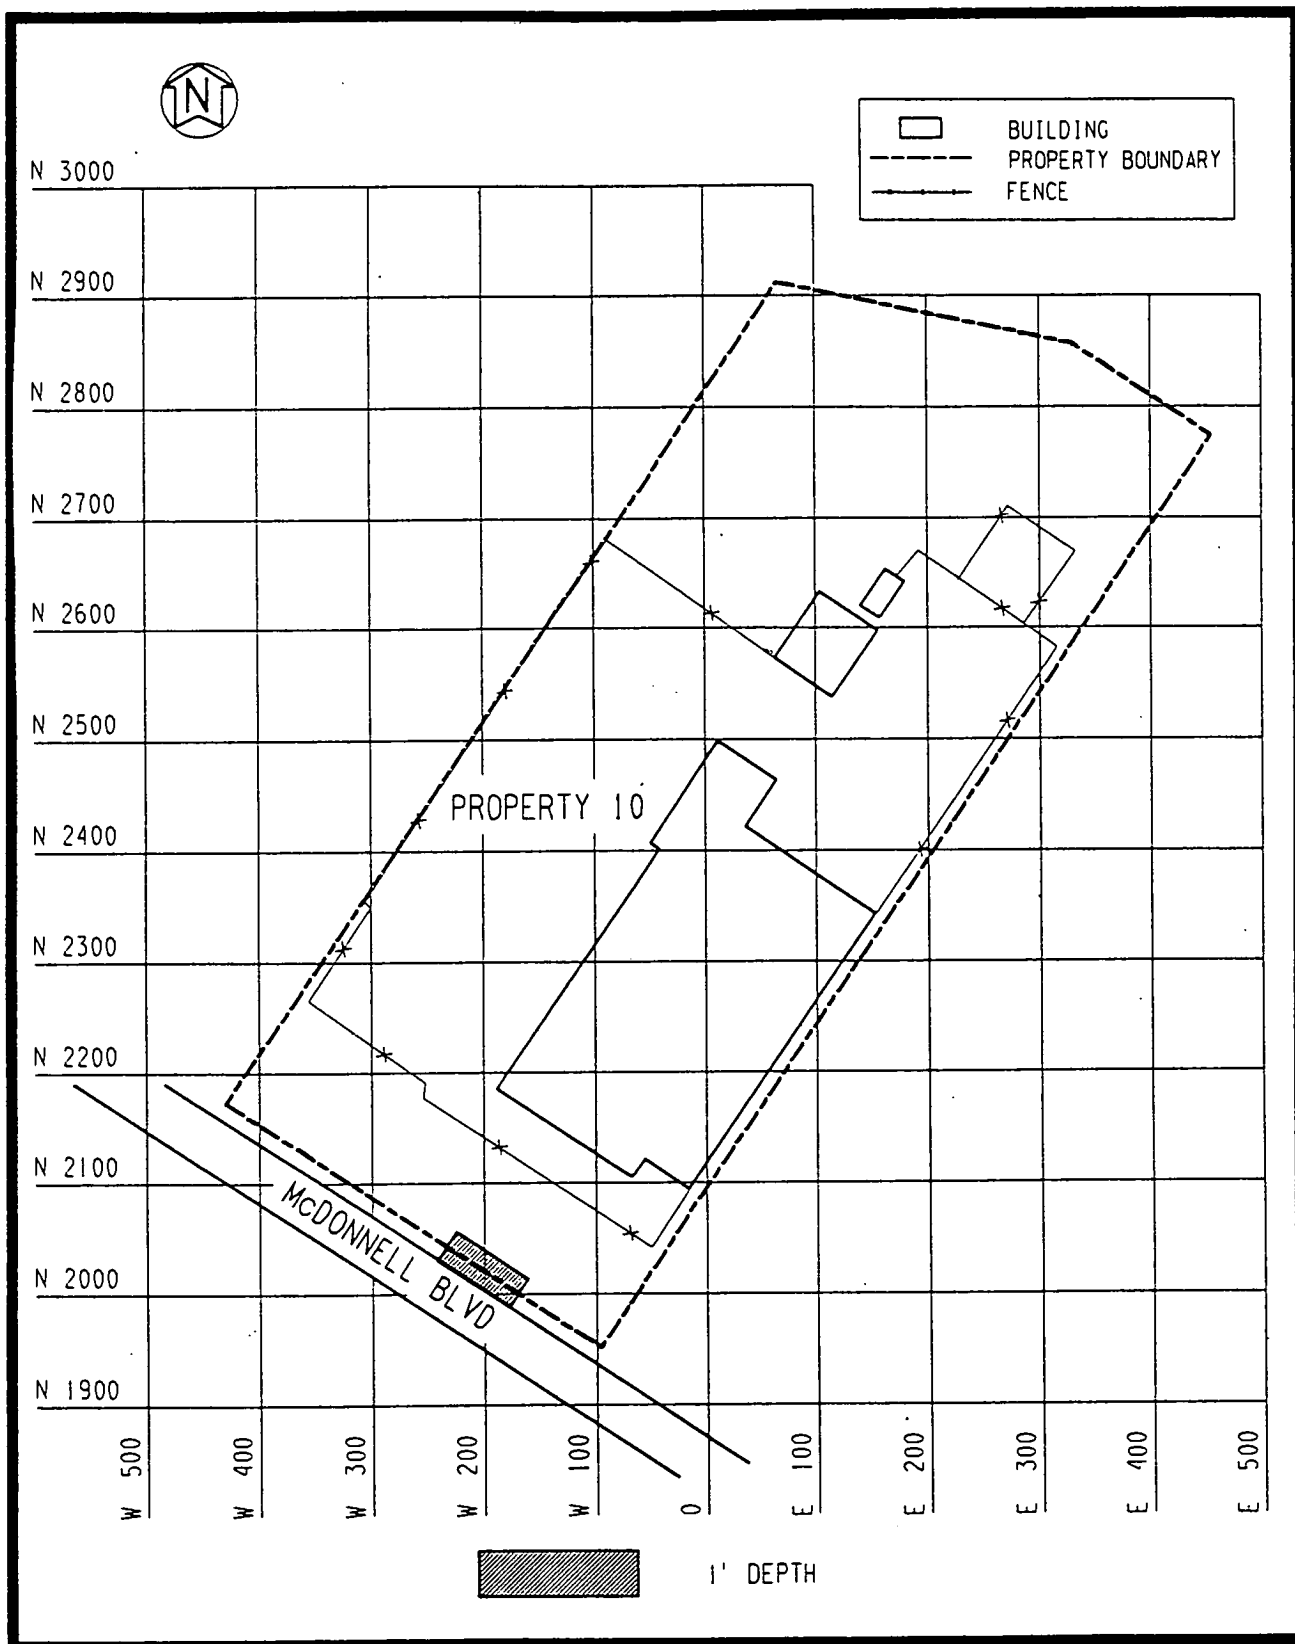 N
BUILDING
PROPERTY BOUNDARY
FENCE
N 3000
N 2900
N 2800
N 2700
N 2600
N 2500
PROPERTY 10
N 2400
N 2300
N 2200
N 2100
McDONNELL BLVD
N 2000
N 1900
W 500
W 400
W 300
W 200
W 100
0
E 100
E 200
E 300
E 400
E 500
1' DEPTH